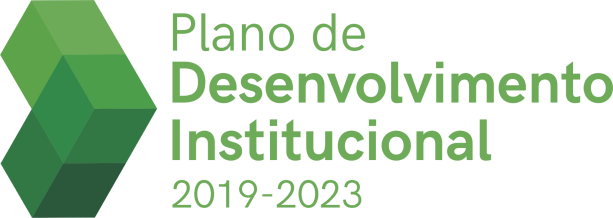 Plano de
Desenvolvimento
Institucional
2019-2023